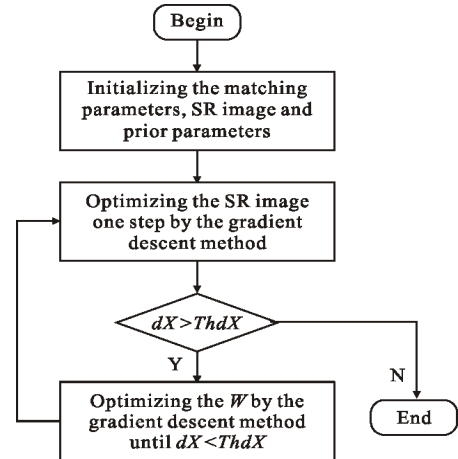 Begin
Initializing the matching
parameters, SR image and
prior parameters
Optimizing the SR image
one step by the gradient
descent method
dX>ThdX
Y
N
Optimizing the W by the
gradient descent method
until dX<ThdX
End